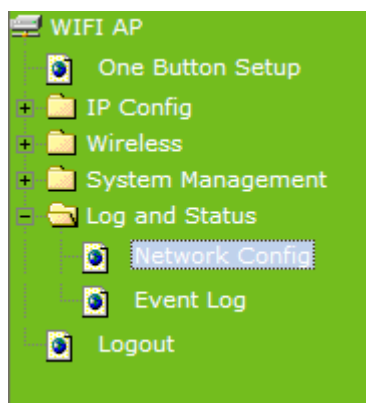 WIFI AP
One Button Setup
IP Config
Wireless
System Management
Log and Status
Network Config
Event Log
Logout